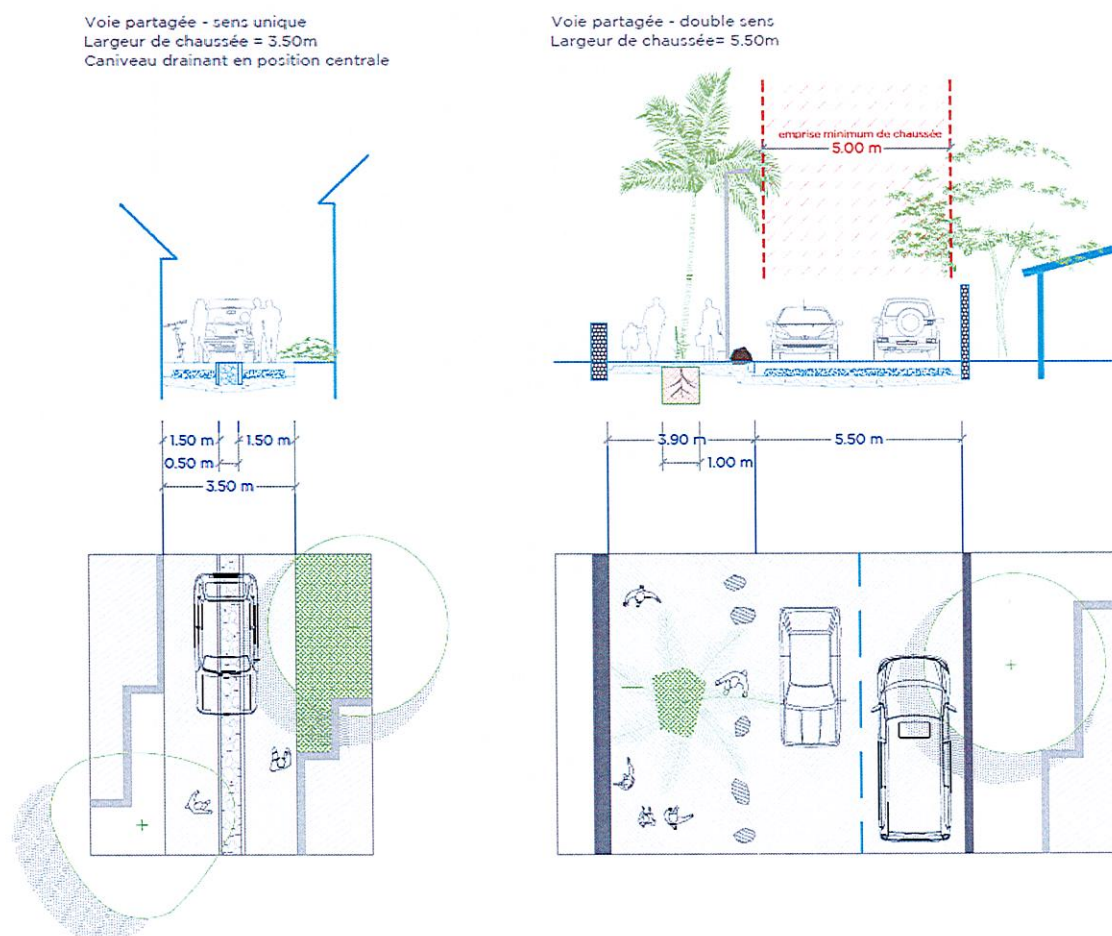 Voie partagée - sens unique
Largeur de chaussée = 3.50m
Caniveau drainant en position centrale
Voie partagée - double sens
Largeur de chaussée= 5.50m
emprise minimum de chaussée
5.00 m
1.50 m
1.50 m
0.50 m
3.50 m
3.90 m
5.50 m
1.00 m